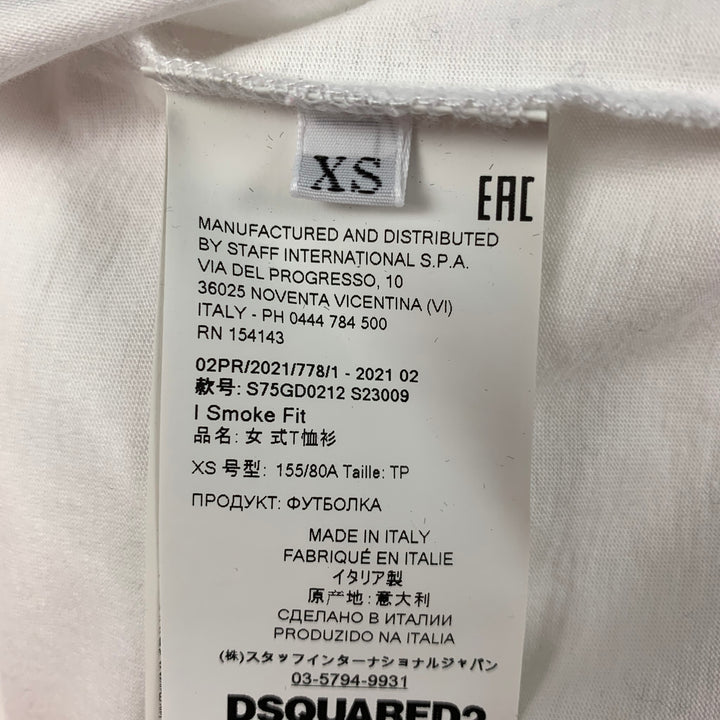 XS
EAC
MANUFACTURED AND DISTRIBUTED
BY STAFF INTERNATIONAL S.P.A.
VIA DEL PROGRESSO, 10
36025 NOVENTA VICENTINA (VI)
ITALY - PH 0444 784 500
RN 154143
02PR/2021/778/1 - 2021 02
款号: S75GD0212 S23009
I Smoke Fit
品名: 女 式T恤衫
XS 号型: 155/80A Taille: TP
ПРОДУКТ: ФУТБОЛКА
MADE IN ITALY
FABRIQUÉ EN ITALIE
イタリア製
原产地: 意大利
СДЕЛАНО В ИТАЛИИ
PRODUZIDO NA ITALIA
(株)スタッフインターナショナルジャパン
03-5794-9931
DSQUARED2